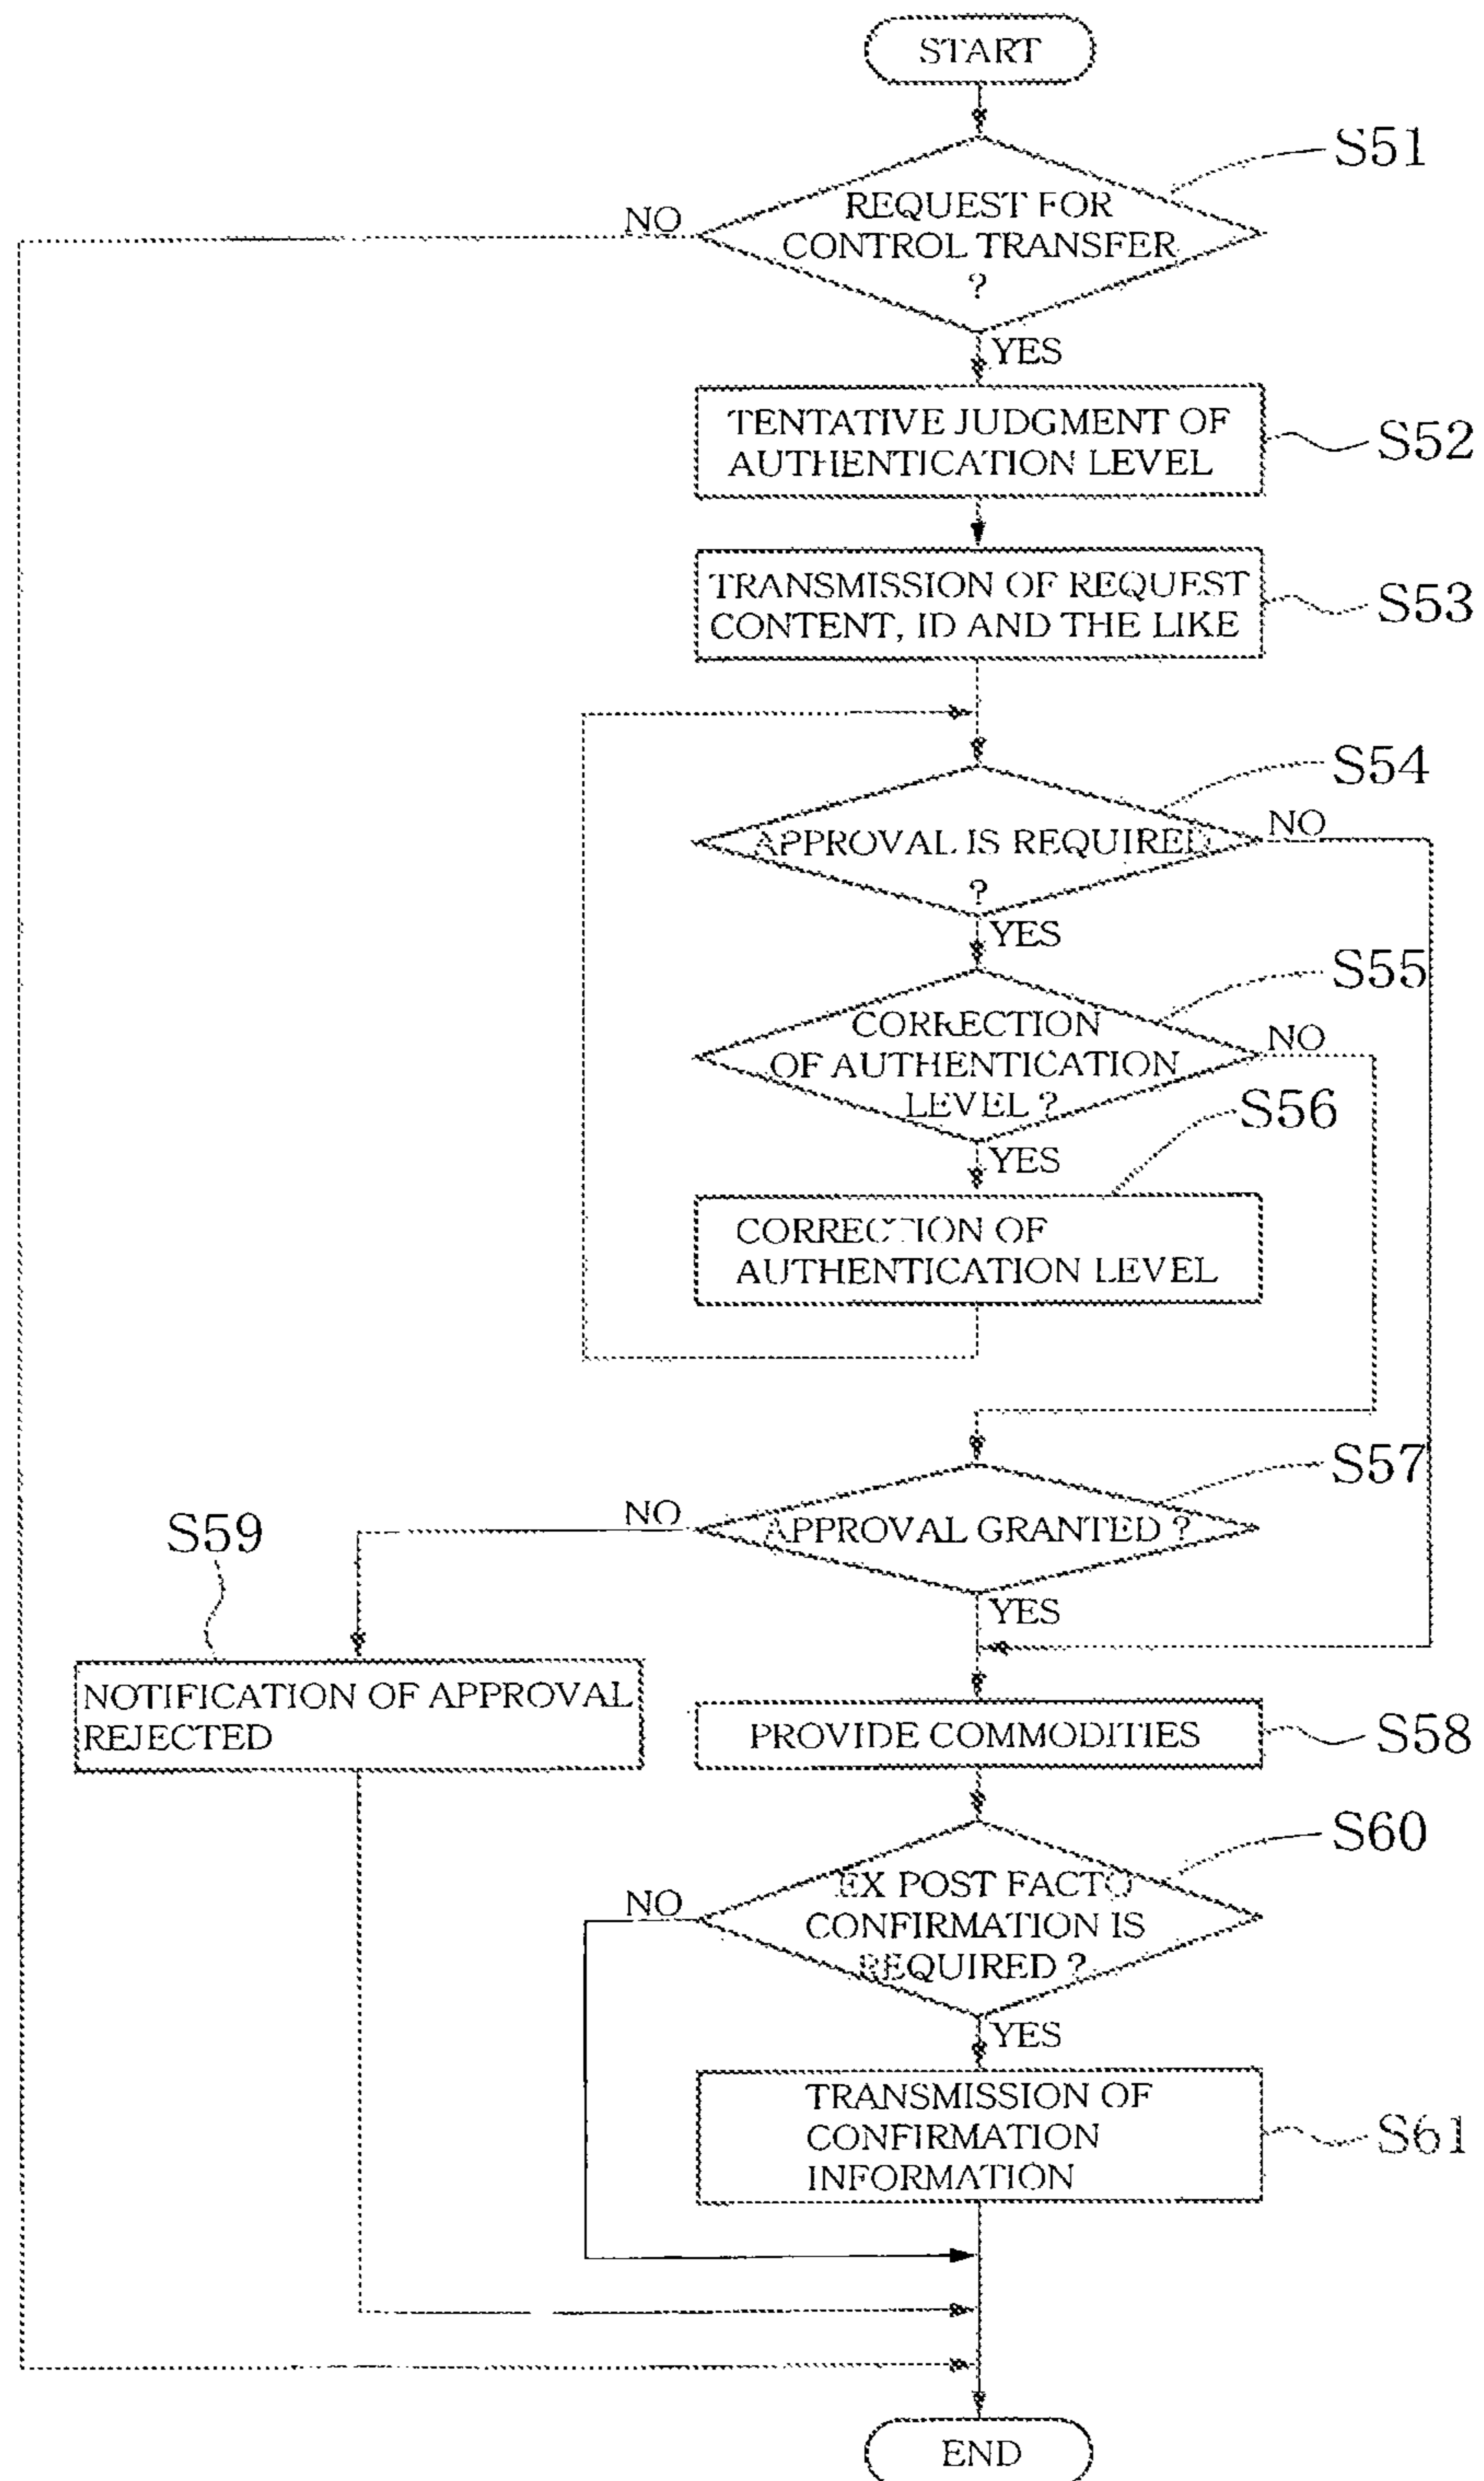 START
S51
REQUEST FOR
CONTROL TRANSFER
?
NO
YES
TENTATIVE JUDGMENT OF
AUTHENTICATION LEVEL
S52
TRANSMISSION OF REQUEST
CONTENT, ID AND THE LIKE
S53
S54
APPROVAL IS REQUIRED
?
NO
YES
S55
CORRECTION
OF AUTHENTICATION
LEVEL ?
NO
YES
S56
CORRECTION OF
AUTHENTICATION LEVEL
S57
APPROVAL GRANTED ?
NO
YES
S59
NOTIFICATION OF APPROVAL
REJECTED
PROVIDE COMMODITIES
S58
S60
EX POST FACTO
CONFIRMATION IS
REQUIRED ?
NO
YES
TRANSMISSION OF
CONFIRMATION
INFORMATION
S61
END